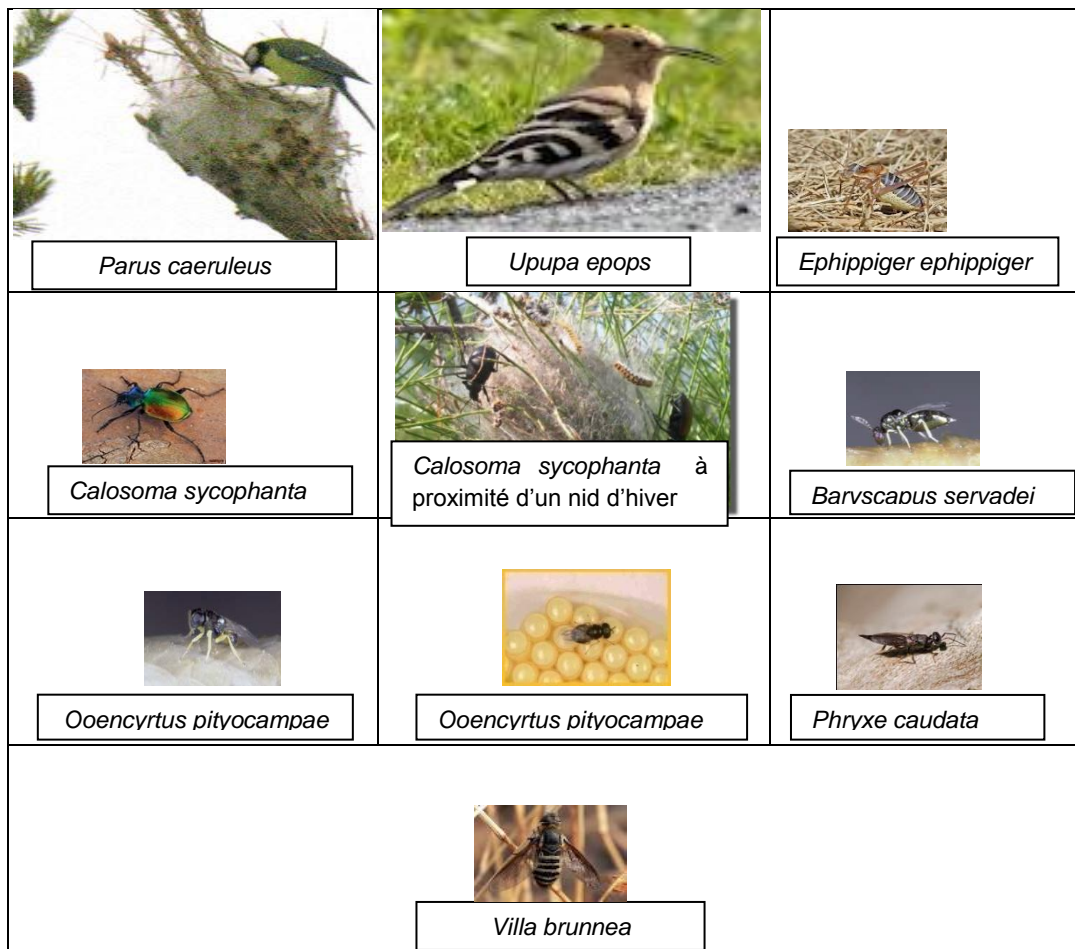 Parus caeruleus
Upupa epops
Ephippiger ephippiger
Calosoma sycophanta
Calosoma sycophanta à
proximité d'un nid d'hiver
Baryscapus servadei
Ooencyrtus pityocampae
Ooencyrtus pityocampae
Phryxe caudata
Villa brunnea